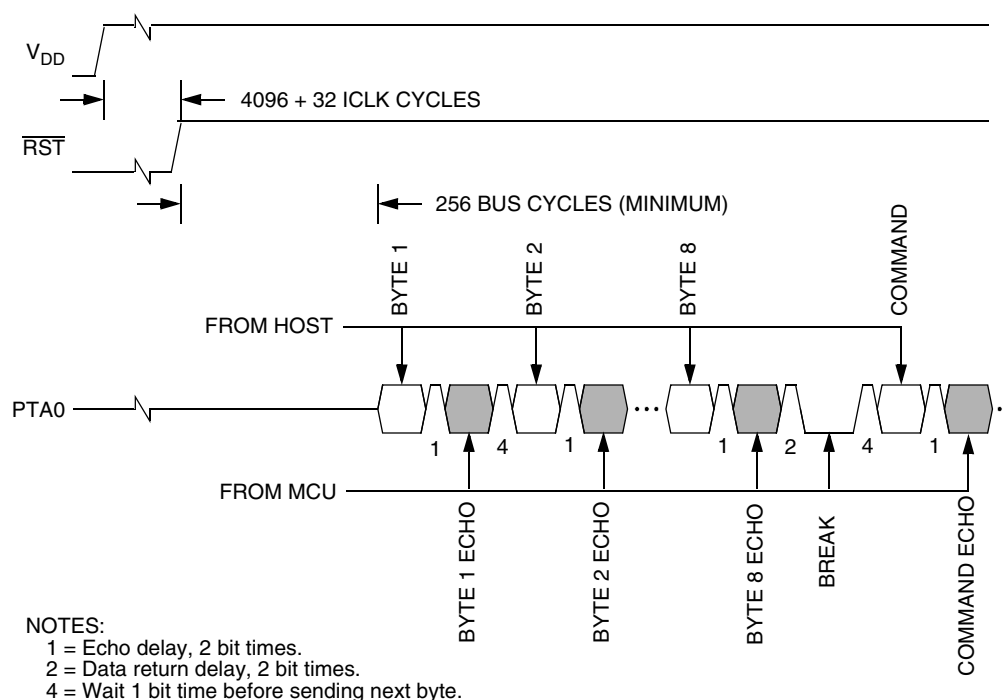 VDD
4096 + 32 ICLK CYCLES
RST
256 BUS CYCLES (MINIMUM)
BYTE 1
BYTE 2
BYTE 8
COMMAND
FROM HOST
PTA0
1
4
1
1
2
4
1
FROM MCU
BYTE 1 ECHO
BYTE 2 ECHO
BYTE 8 ECHO
BREAK
COMMAND ECHO
NOTES:
1 = Echo delay, 2 bit times.
2 = Data return delay, 2 bit times.
4 = Wait 1 bit time before sending next byte.